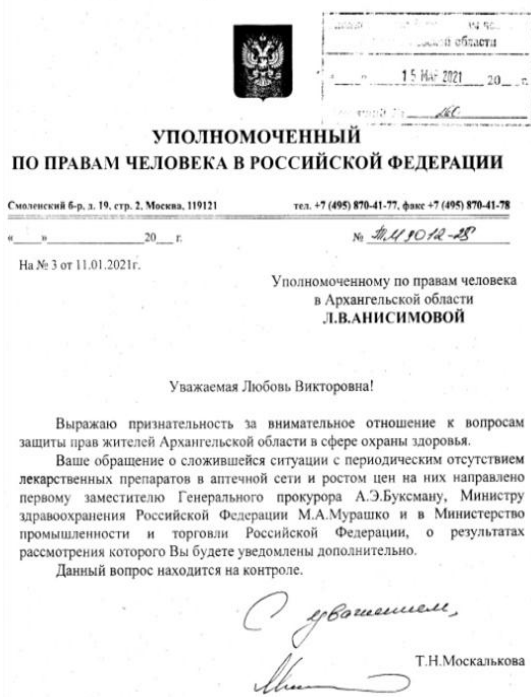 области
15 МАР 2021 20 г.
УПОЛНОМОЧЕННЫЙ
ПО ПРАВАМ ЧЕЛОВЕКА В РОССИЙСКОЙ ФЕДЕРАЦИИ
Смоленский б-р, д. 19, стр. 2, Москва, 119121 тел. +7 (495) 870-41-77, факс +7 (495) 870-41-78
«___»____________20___ г. №
На № 3 от 11.01.2021г.
Уполномоченному по правам человека
в Архангельской области
Л.В.АНИСИМОВОЙ
Уважаемая Любовь Викторовна!
Выражаю признательность за внимательное отношение к вопросам
защиты прав жителей Архангельской области в сфере охраны здоровья.
Ваше обращение о сложившейся ситуации с периодическим отсутствием
лекарственных препаратов в аптечной сети и ростом цен на них направлено
первому заместителю Генерального прокурора А.Э.Буксману, Министру
здравоохранения Российской Федерации М.А.Мурашко и в Министерство
промышленности и торговли Российской Федерации, о результатах
рассмотрения которого Вы будете уведомлены дополнительно.
Данный вопрос находится на контроле.
С уважением,
Т.Н.Москалькова